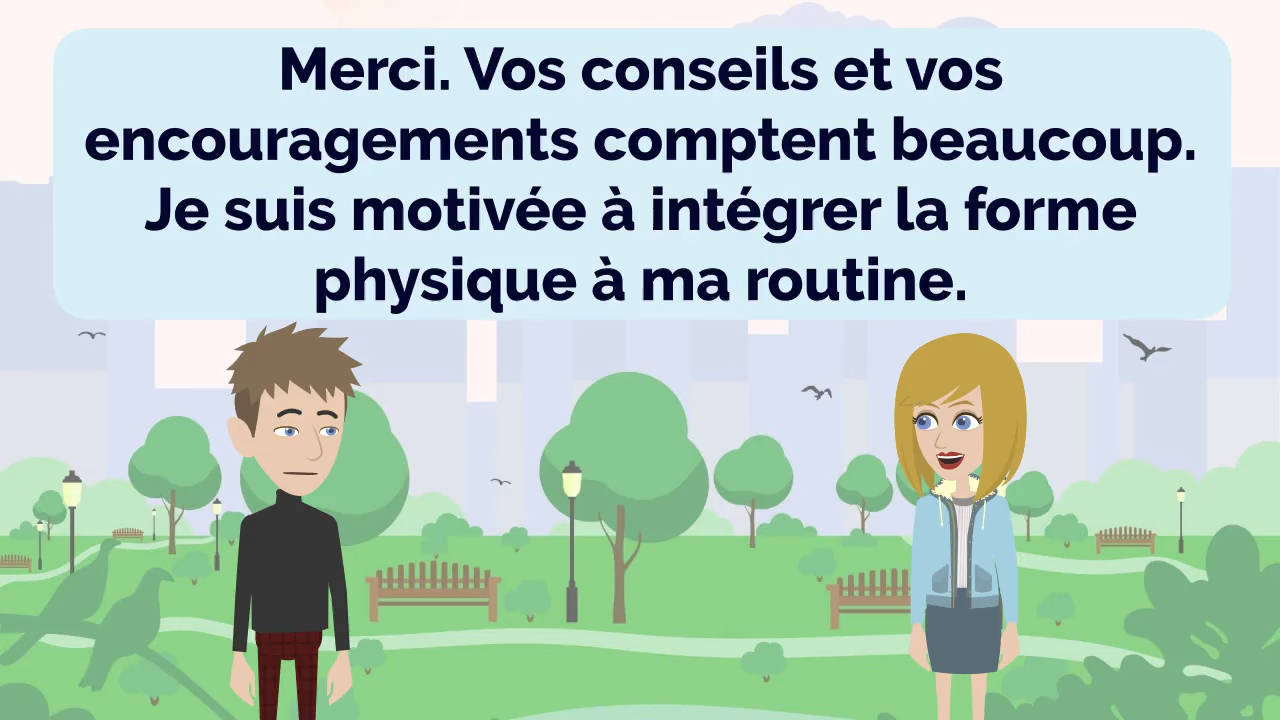 Merci. Vos conseils et vos
encouragements comptent beaucoup.
Je suis motivée à intégrer la forme
physique à ma routine.